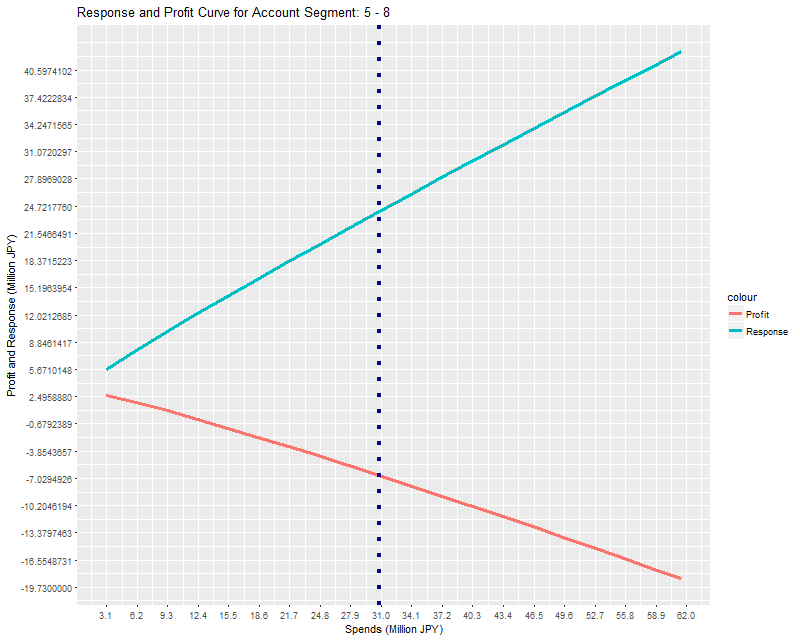 Response and Profit Curve for Account Segment: 5 - 8
Profit and Response (Million JPY)
40.5974102
37.4222834
34.2471565
31.0720297
27.8969028
24.7217760
21.5466491
18.3715223
15.1963954
12.0212685
8.8461417
5.6710148
2.4958880
-0.6792389
-3.8543657
-7.0294926
-10.2046194
-13.3797463
-16.5548731
-19.7300000
3.1 6.2 9.3 12.4 15.5 18.6 21.7 24.8 27.9 31.0 34.1 37.2 40.3 43.4 46.5 49.6 52.7 55.8 58.9 62.0
Spends (Million JPY)
colour
Profit
Response